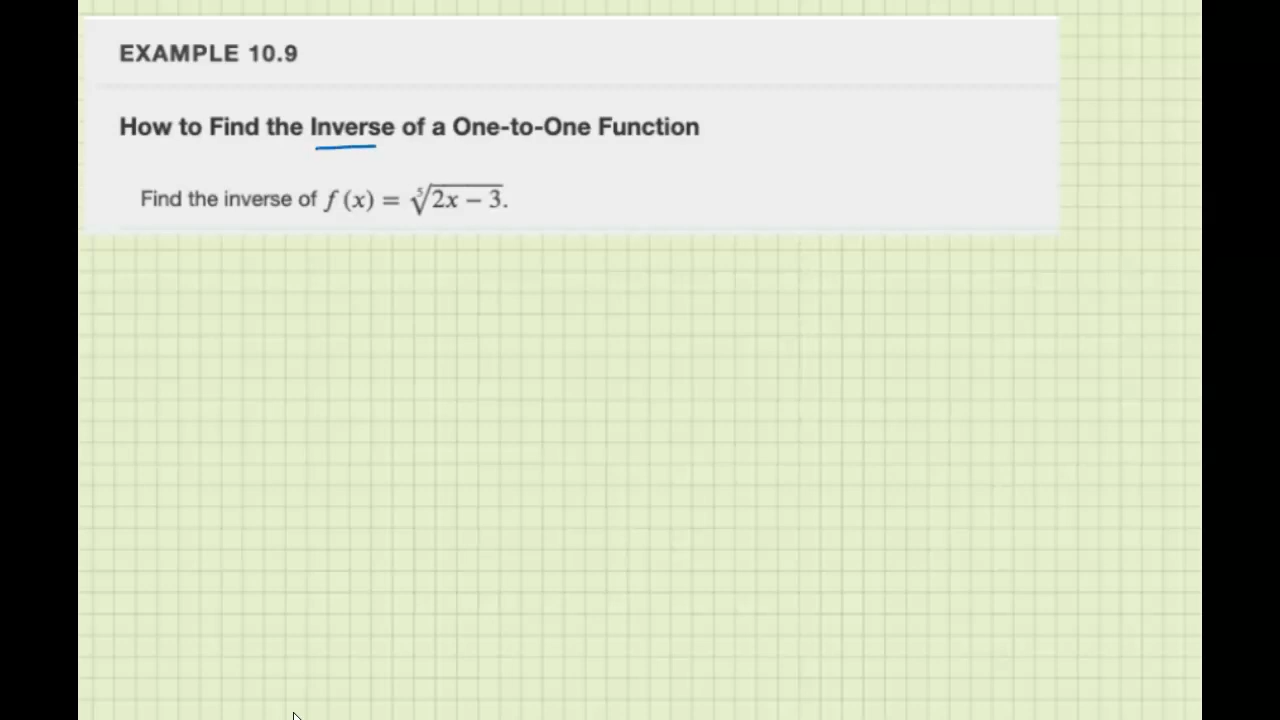 EXAMPLE 10.9
How to Find the Inverse of a One-to-One Function
Find the inverse of f (x) = ⁵√(2x − 3).